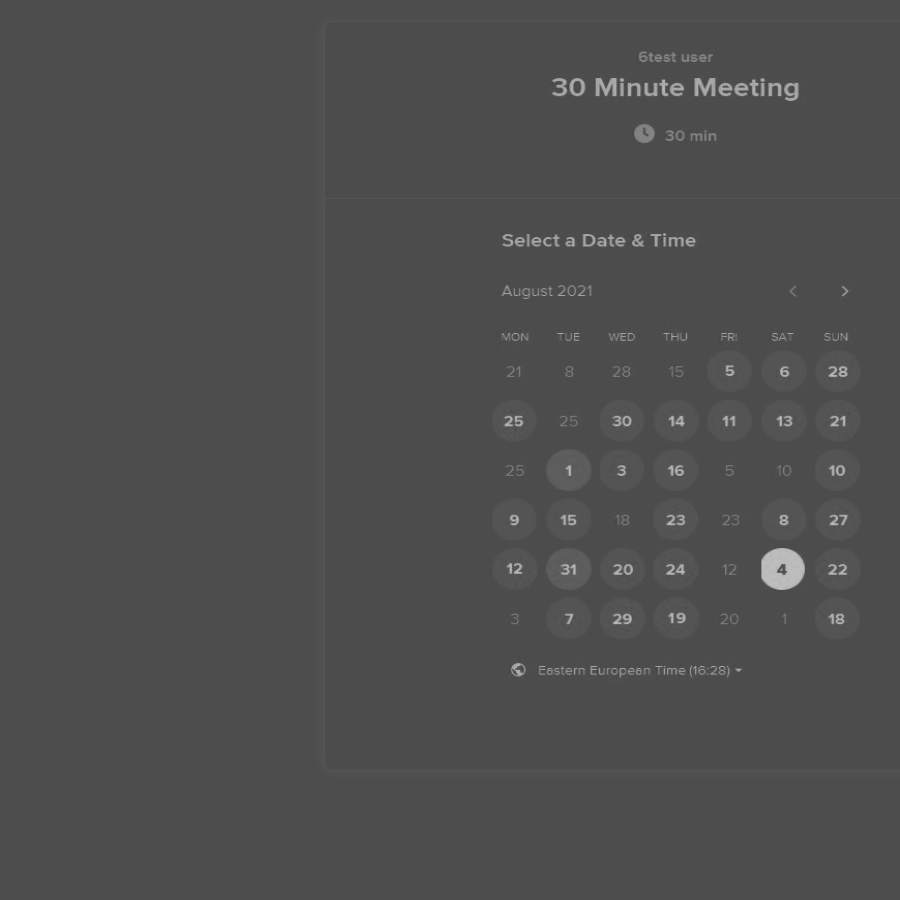 6test user
30 Minute Meeting
30 min
Select a Date & Time
August 2021
MON TUE WED THU FRI SAT SUN
21 8 28 15 5 6 28
25 25 30 14 11 13 21
25 1 3 16 5 10 10
9 15 18 23 23 8 27
12 31 20 24 12 4 22
3 7 29 19 20 1 18
Eastern European Time (16:28)